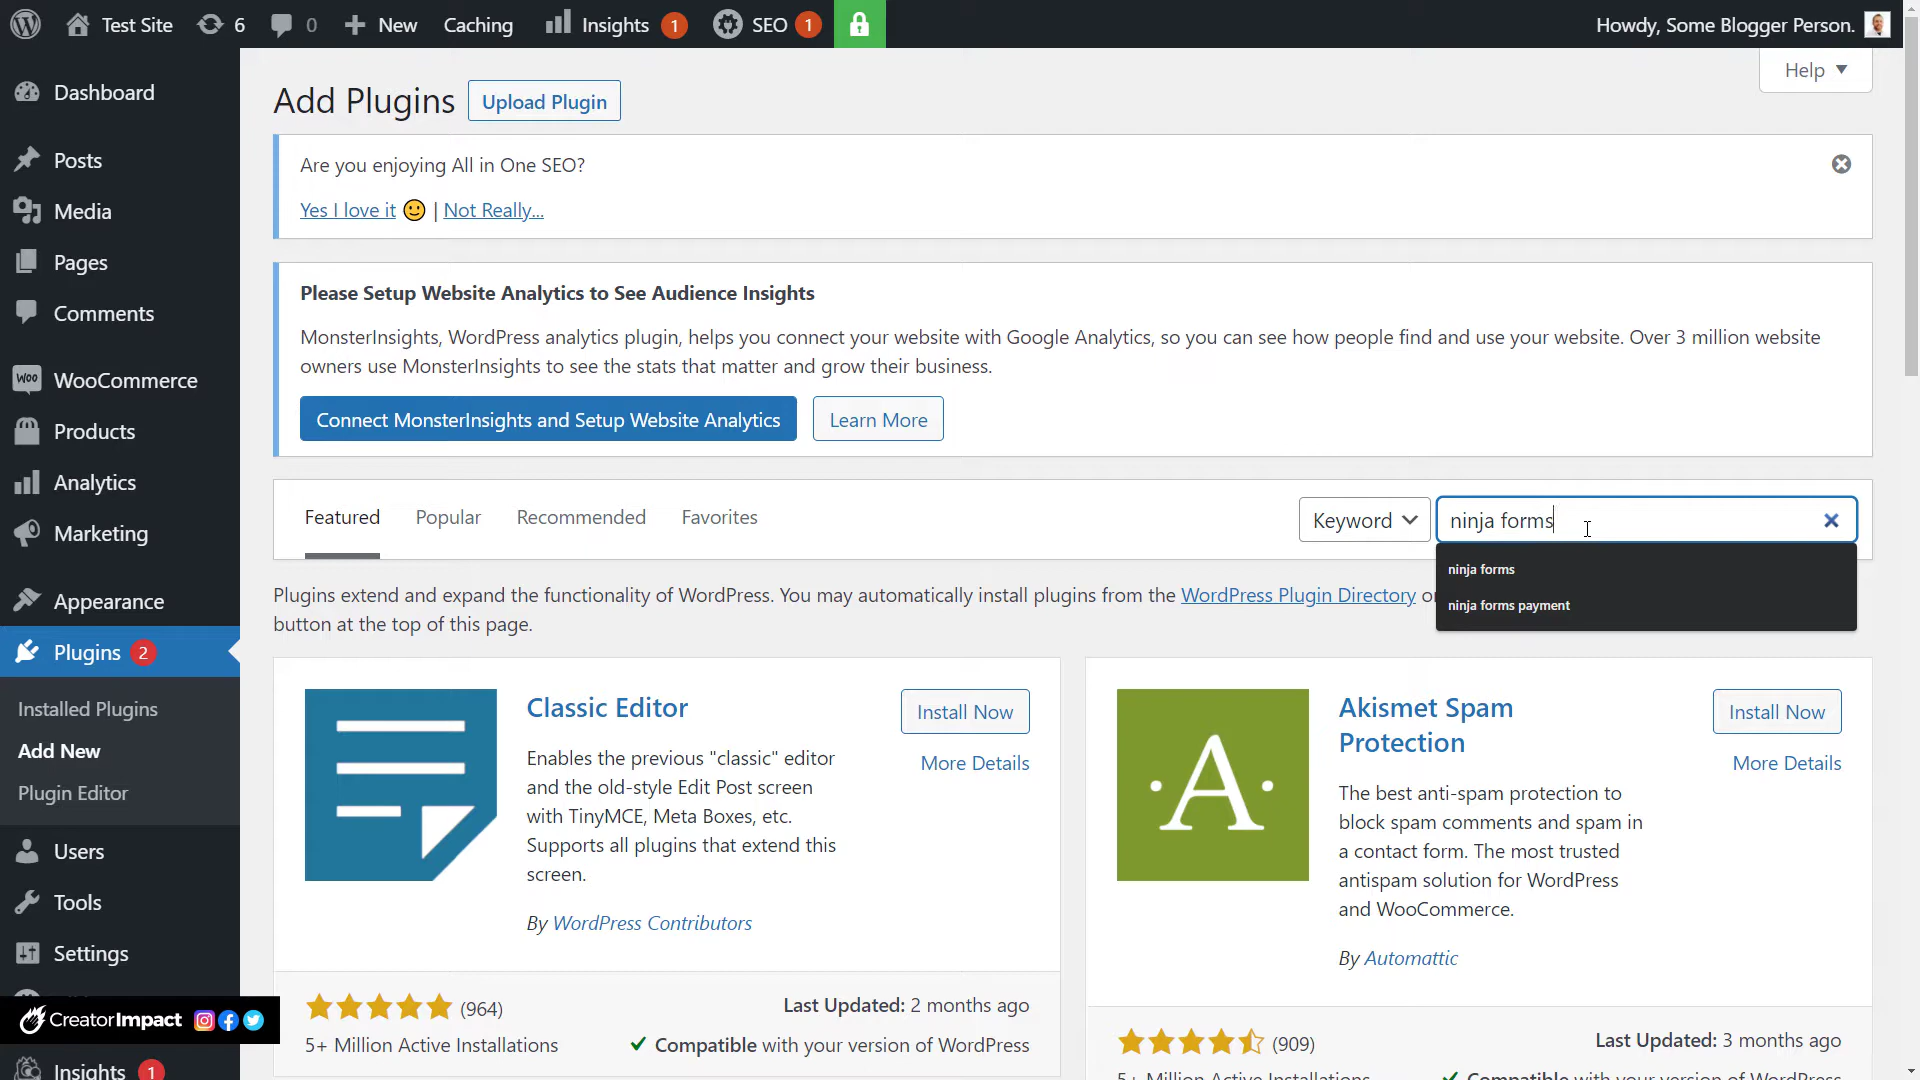 Test Site
6
0
New
Caching
Insights 1
SEO 1
Howdy, Some Blogger Person.
Help
Dashboard
Posts
Media
Pages
Comments
WOO WooCommerce
Products
Analytics
Marketing
Appearance
Plugins 2
Installed Plugins
Add New
Plugin Editor
Users
Tools
Settings
CreatorImpact
Insights 1
Add Plugins
Upload Plugin
Are you enjoying All in One SEO?
Yes I love it 🙂 | Not Really...
Please Setup Website Analytics to See Audience Insights
MonsterInsights, WordPress analytics plugin, helps you connect your website with Google Analytics, so you can see how people find and use your website. Over 3 million website
owners use MonsterInsights to see the stats that matter and grow their business.
Connect MonsterInsights and Setup Website Analytics
Learn More
Featured
Popular
Recommended
Favorites
Keyword
ninja forms
ninja forms
ninja forms payment
Plugins extend and expand the functionality of WordPress. You may automatically install plugins from the WordPress Plugin Directory
button at the top of this page.
Classic Editor
Install Now
More Details
Enables the previous "classic" editor
and the old-style Edit Post screen
with TinyMCE, Meta Boxes, etc.
Supports all plugins that extend this
screen.
By WordPress Contributors
(964)
Last Updated: 2 months ago
5+ Million Active Installations
Compatible with your version of WordPress
Akismet Spam
Protection
Install Now
More Details
The best anti-spam protection to
block spam comments and spam in
a contact form. The most trusted
antispam solution for WordPress
and WooCommerce.
By Automattic
(909)
Last Updated: 3 months ago
5+ Million Active Installations
Compatible with your version of WordPress